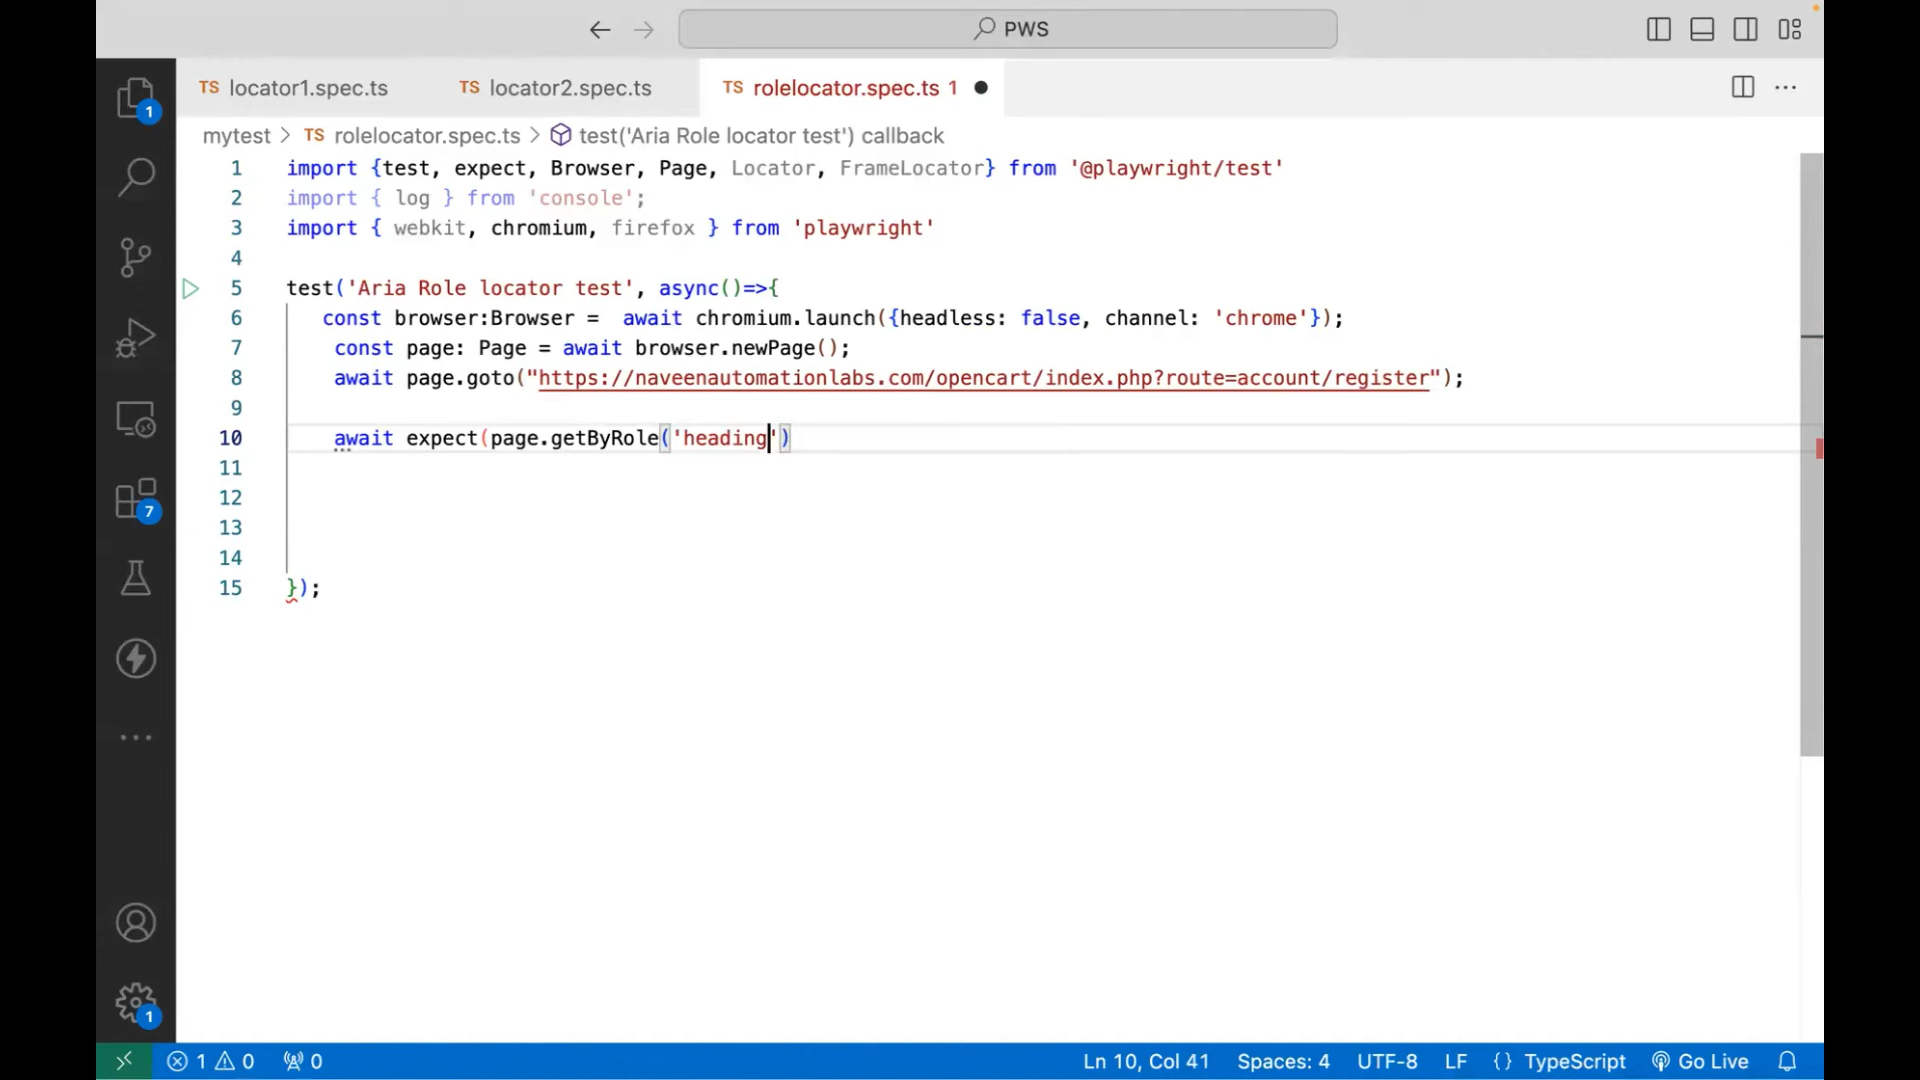 PWS
TS locator1.spec.ts TS locator2.spec.ts TS rolelocator.spec.ts 1
mytest > TS rolelocator.spec.ts > test('Aria Role locator test') callback
1 import {test, expect, Browser, Page, Locator, FrameLocator} from '@playwright/test'
2 import { log } from 'console';
3 import { webkit, chromium, firefox } from 'playwright'
4
5 test('Aria Role locator test', async()=>{
6 const browser:Browser = await chromium.launch({headless: false, channel: 'chrome'});
7 const page: Page = await browser.newPage();
8 await page.goto("https://naveenautomationlabs.com/opencart/index.php?route=account/register");
9
10 await expect(page.getByRole('heading')
11
12
13
14
15 });
1
7
1
1 0 0 Ln 10, Col 41 Spaces: 4 UTF-8 LF {} TypeScript Go Live